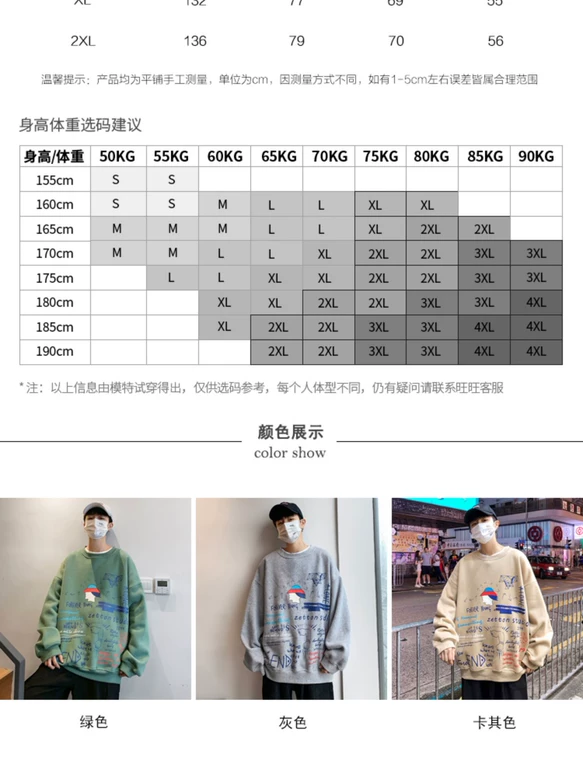 XL 132 77 69 55
2XL 136 79 70 56
温馨提示：产品均为平铺手工测量，单位为cm，因测量方式不同，如有1-5cm左右误差皆属合理范围
身高体重选码建议
身高/体重 50KG 55KG 60KG 65KG 70KG 75KG 80KG 85KG 90KG
155cm S S
160cm S S M L L XL XL
165cm M M M L L XL 2XL 2XL
170cm M M L L XL 2XL 2XL 3XL 3XL
175cm L L XL XL 2XL 2XL 3XL 3XL
180cm XL XL 2XL 2XL 3XL 3XL 4XL
185cm XL 2XL 2XL 3XL 3XL 4XL 4XL
190cm 2XL 2XL 3XL 3XL 4XL 4XL
*注：以上信息由模特试穿得出，仅供选码参考，每个人体型不同，仍有疑问请联系旺旺客服
颜色展示
color show
绿色 灰色 卡其色